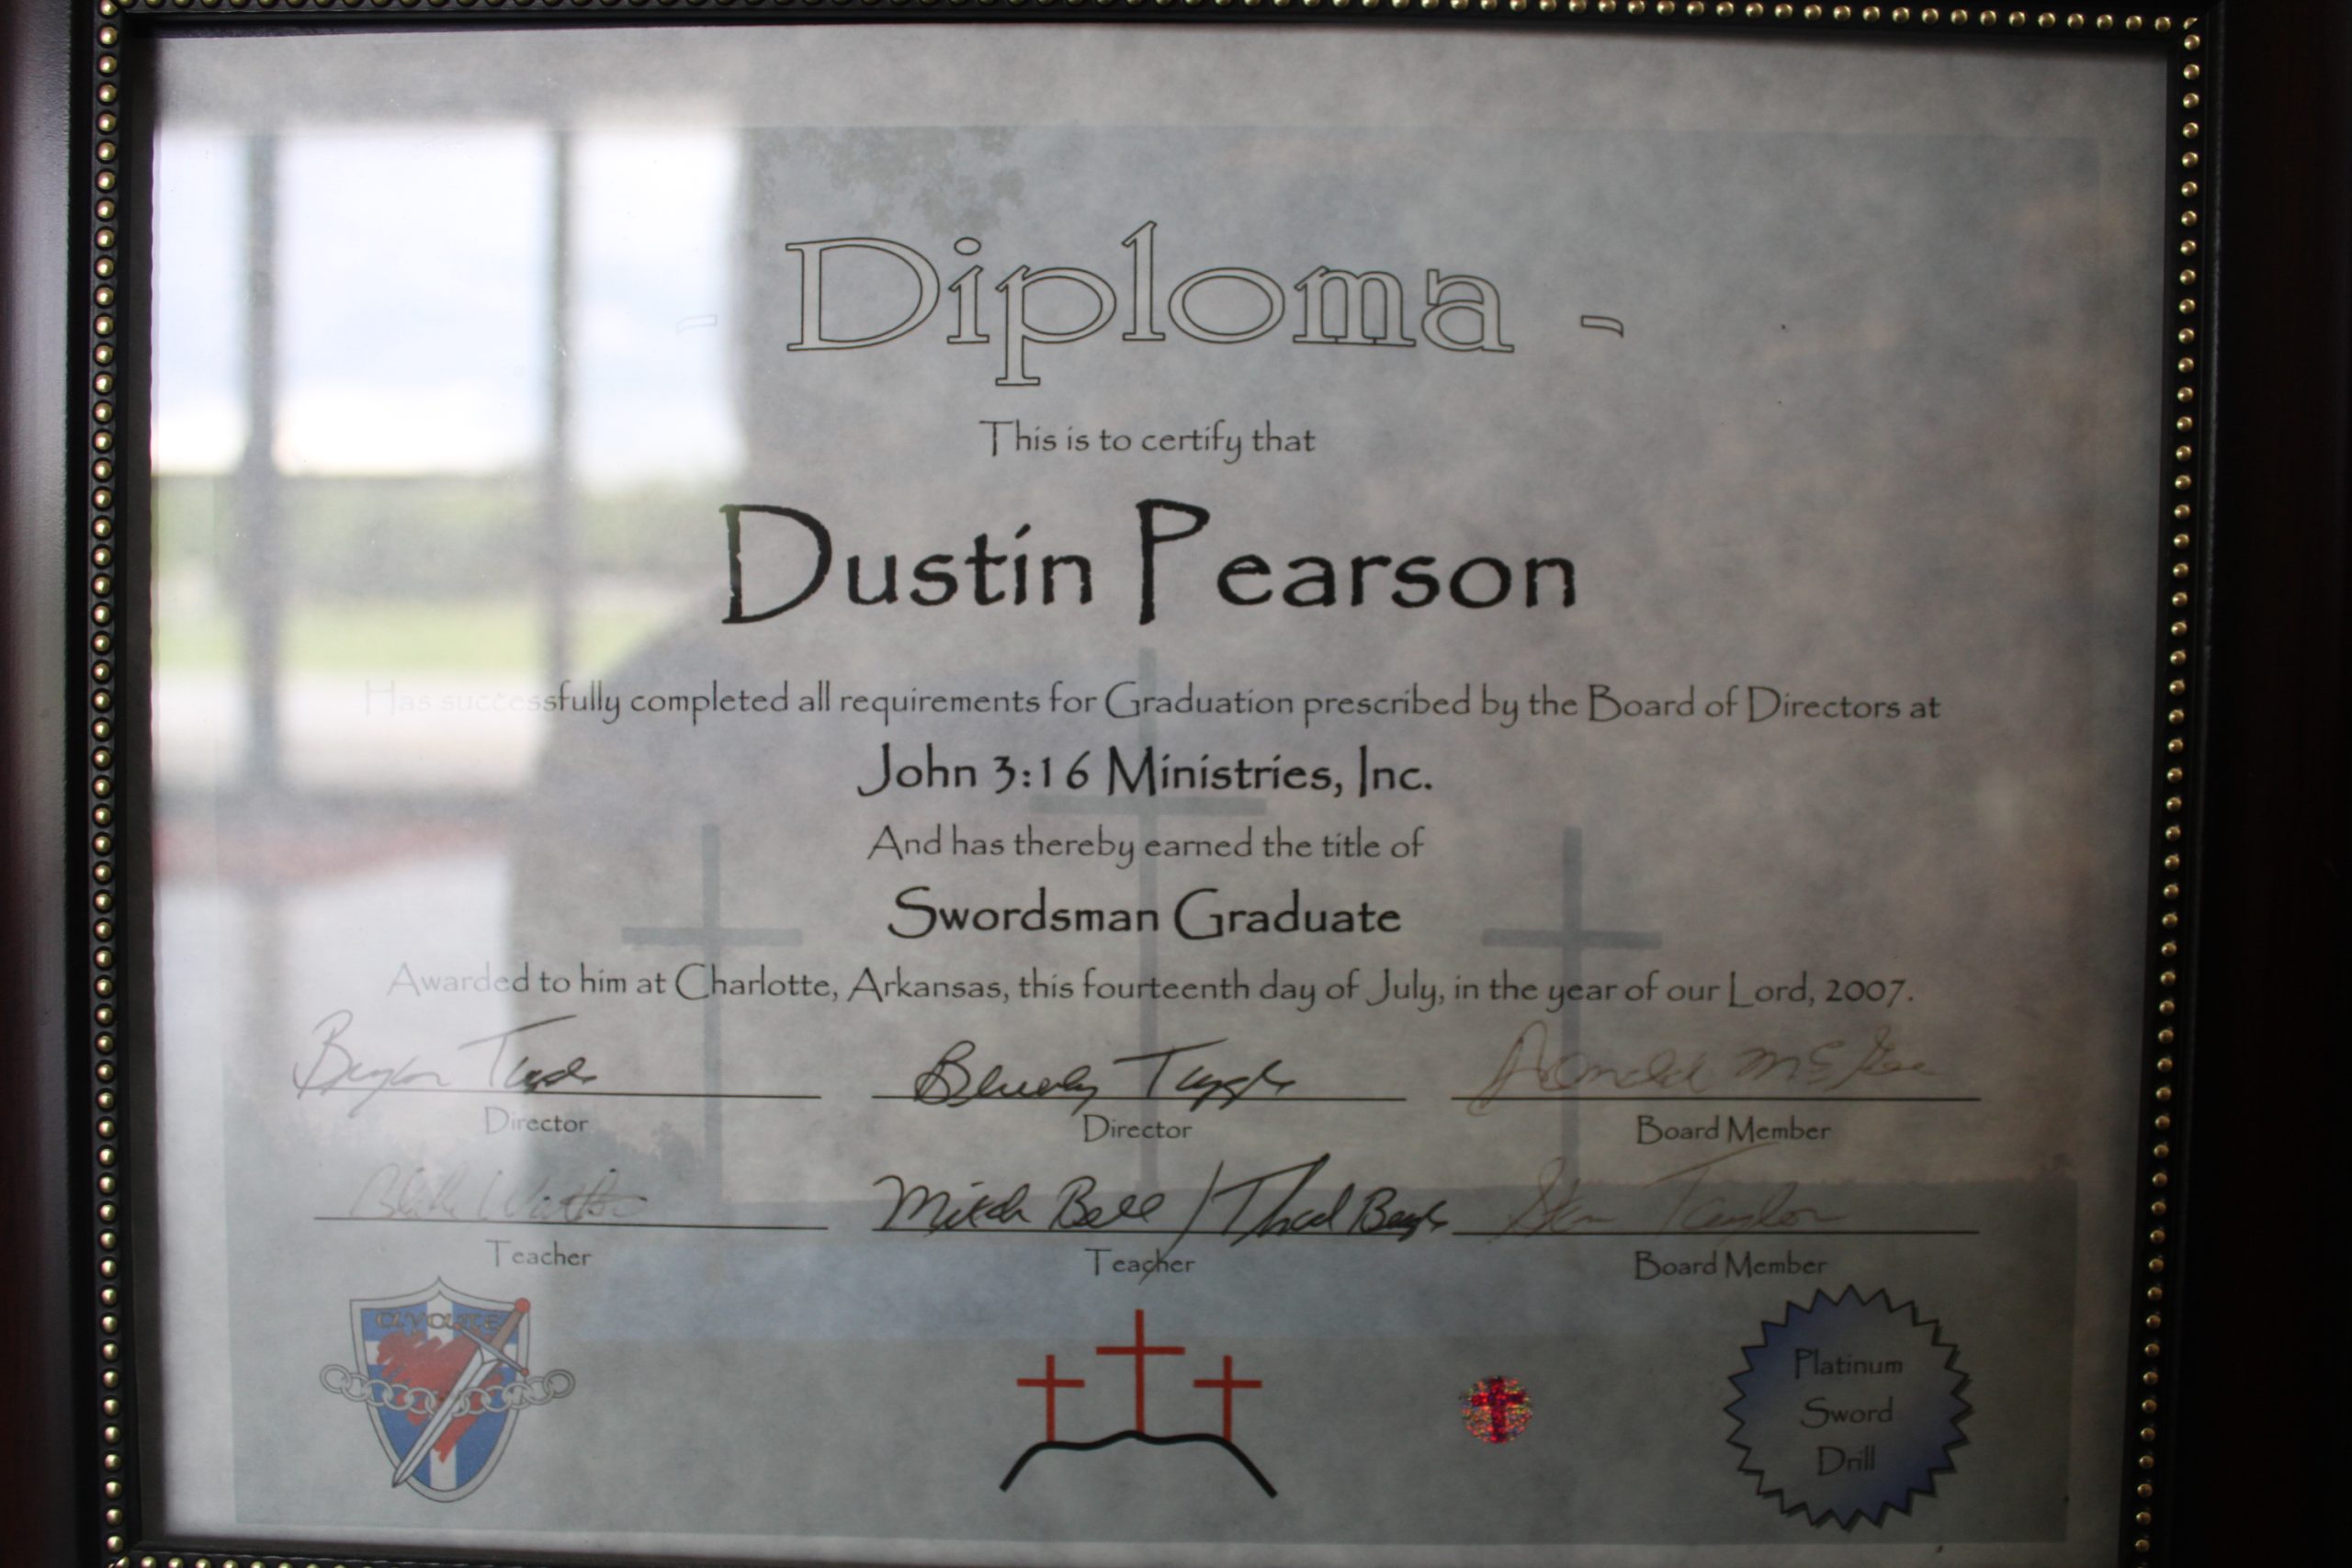 - Diploma -
This is to certify that
Dustin Pearson
Has successfully completed all requirements for Graduation prescribed by the Board of Directors at
John 3:16 Ministries, Inc.
And has thereby earned the title of
Swordsman Graduate
Awarded to him at Charlotte, Arkansas, this fourteenth day of July, in the year of our Lord, 2007.
Beverly Tuggle
Director Director Board Member
Mitch Bell / Thad
Taylor
Teacher Teacher Board Member
Platinum
Sword
Drill